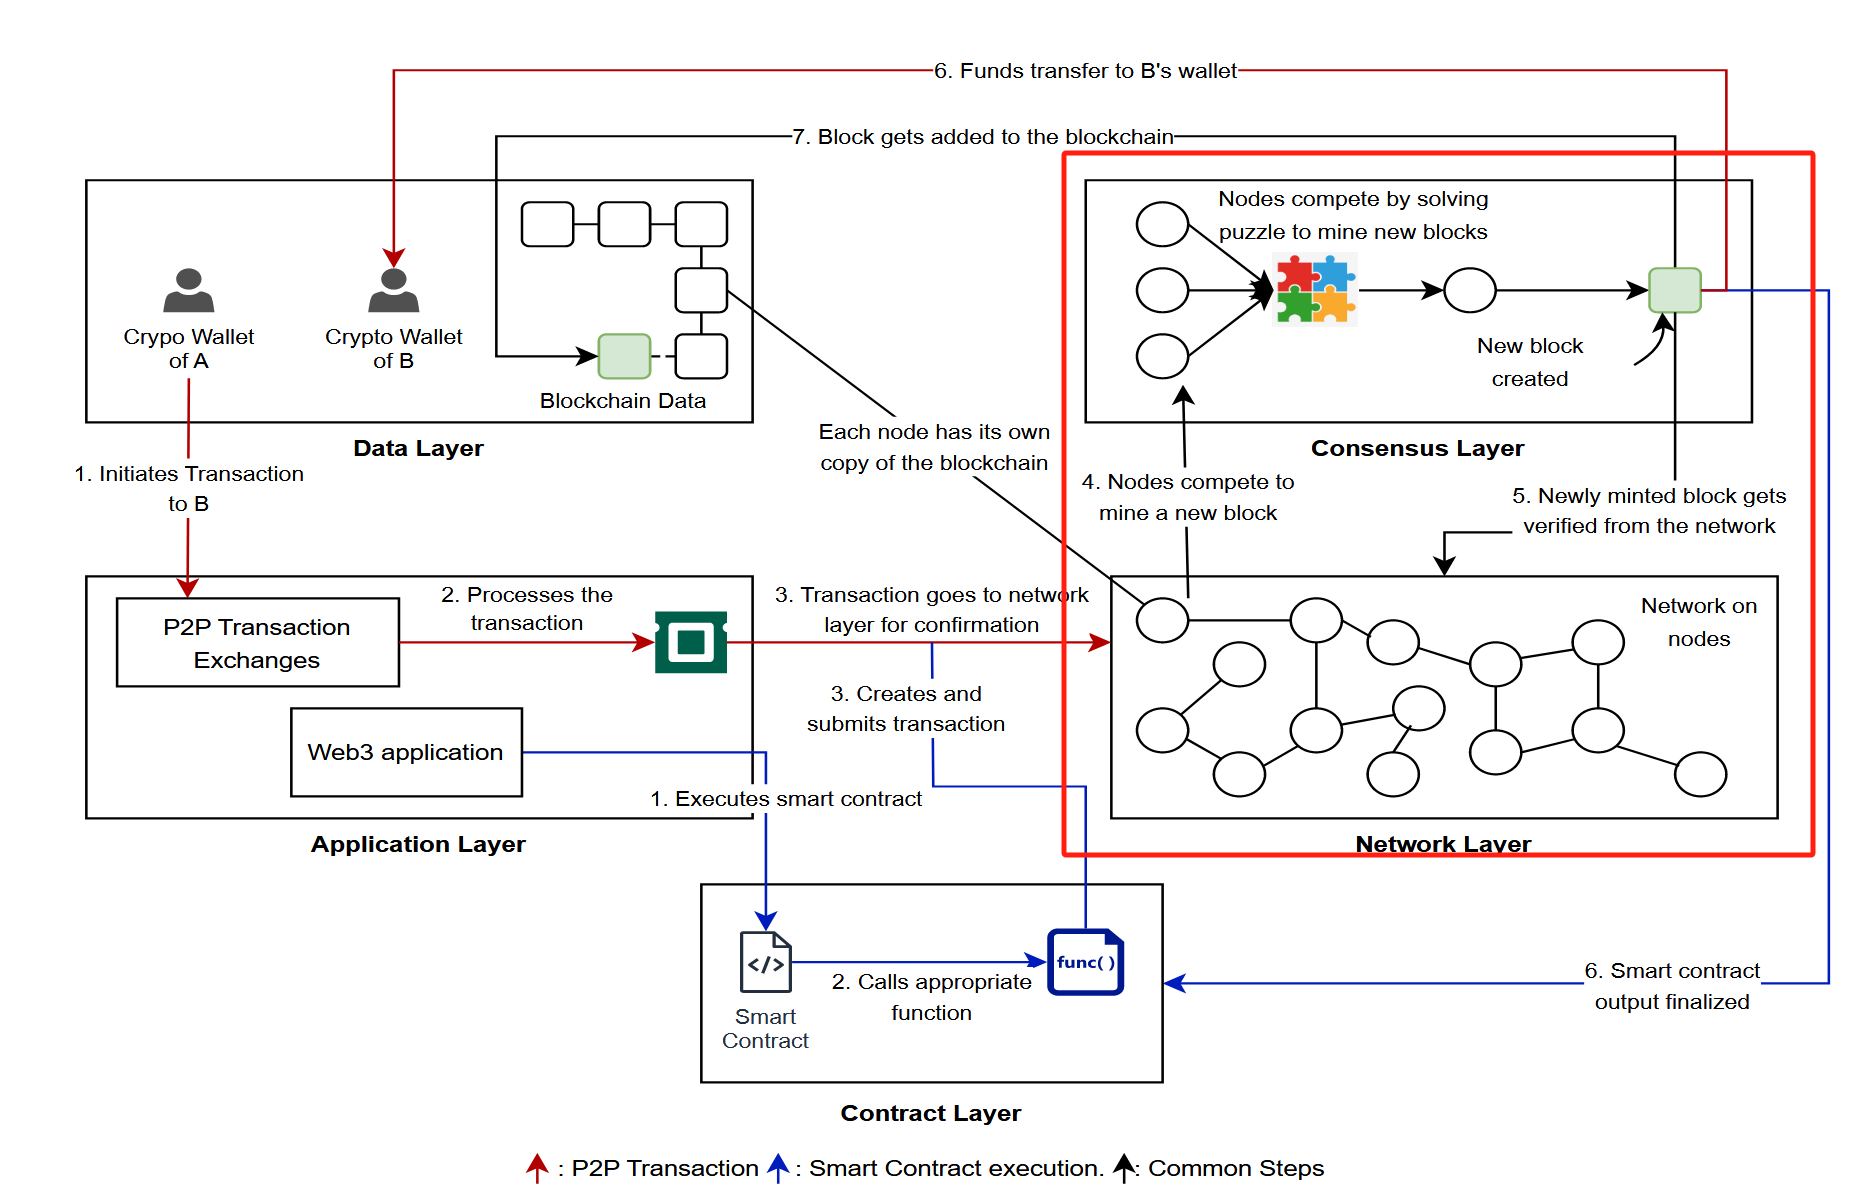 6. Funds transfer to B's wallet
7. Block gets added to the blockchain
Crypo Wallet
of A
Crypto Wallet
of B
Blockchain Data
Data Layer
Nodes compete by solving
puzzle to mine new blocks
New block
created
Consensus Layer
1. Initiates Transaction
to B
Each node has its own
copy of the blockchain
4. Nodes compete to
mine a new block
5. Newly minted block gets
verified from the network
P2P Transaction
Exchanges
2. Processes the
transaction
3. Transaction goes to network
layer for confirmation
Web3 application
Application Layer
3. Creates and
submits transaction
1. Executes smart contract
Network on
nodes
Network Layer
Smart
Contract
2. Calls appropriate
function
func()
Contract Layer
6. Smart contract
output finalized
: P2P Transaction : Smart Contract execution. : Common Steps